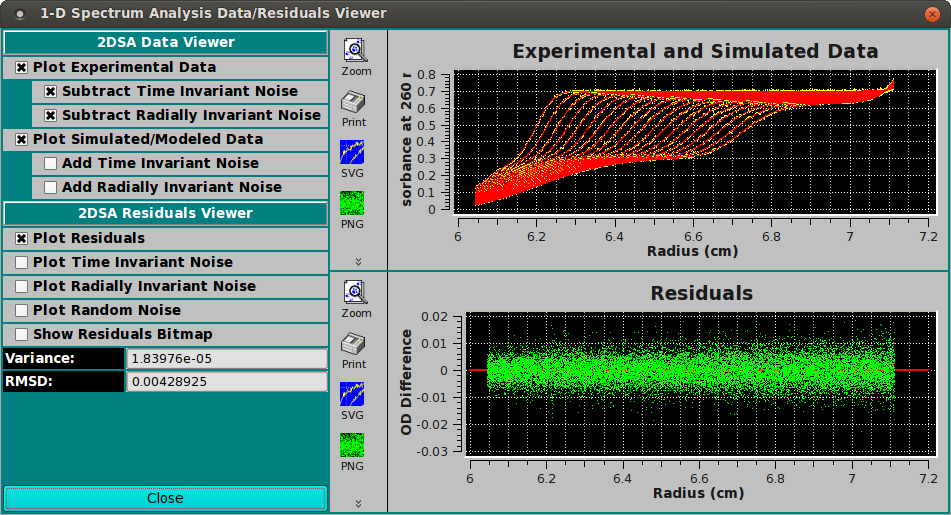 1-D Spectrum Analysis Data/Residuals Viewer
2DSA Data Viewer
Plot Experimental Data
Subtract Time Invariant Noise
Subtract Radially Invariant Noise
Plot Simulated/Modeled Data
Add Time Invariant Noise
Add Radially Invariant Noise
2DSA Residuals Viewer
Plot Residuals
Plot Time Invariant Noise
Plot Radially Invariant Noise
Plot Random Noise
Show Residuals Bitmap
Variance: 1.83976e-05
RMSD: 0.00428925
Close
Zoom
Print
SVG
PNG
Experimental and Simulated Data
sorbance at 260 r
0.8
0.7
0.6
0.5
0.4
0.3
0.2
0.1
0
6 6.2 6.4 6.6 6.8 7 7.2
Radius (cm)
Zoom
Print
SVG
PNG
Residuals
OD Difference
0.02
0.01
0
-0.01
-0.02
-0.03
6 6.2 6.4 6.6 6.8 7 7.2
Radius (cm)